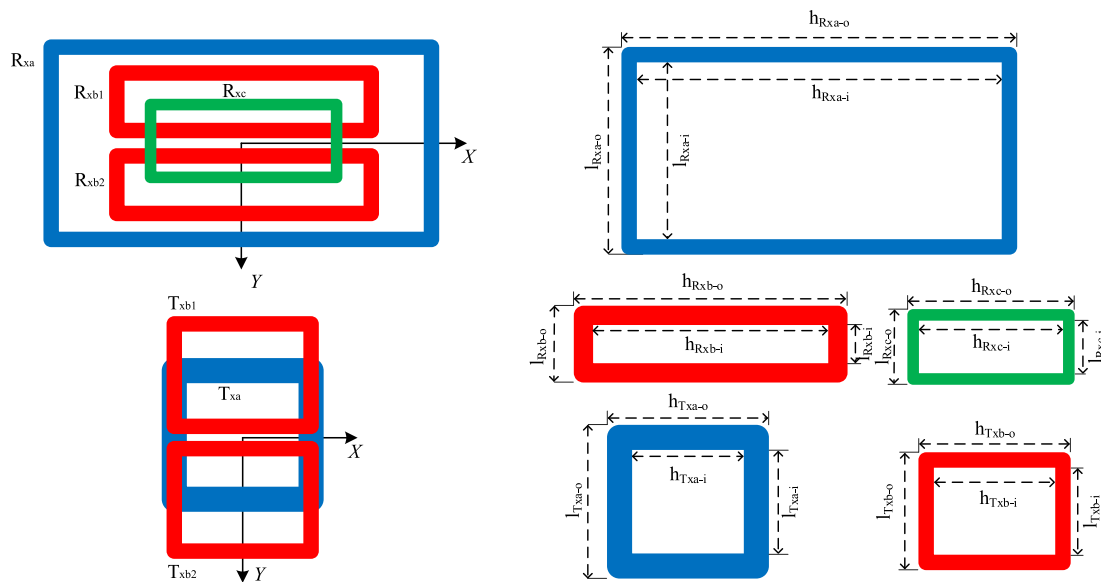 Rxa
Rxb1
Rxc
Rxb2
X
Y
Txb1
Txa
X
Txb2
Y
hRxa-o
hRxa-i
lRxa-o
lRxa-i
hRxb-o
hRxb-i
lRxb-o
lRxb-i
hRxc-o
hRxc-i
lRxc-o
lRxc-i
hTxa-o
hTxa-i
lTxa-o
lTxa-i
hTxb-o
hTxb-i
lTxb-o
lTxb-i